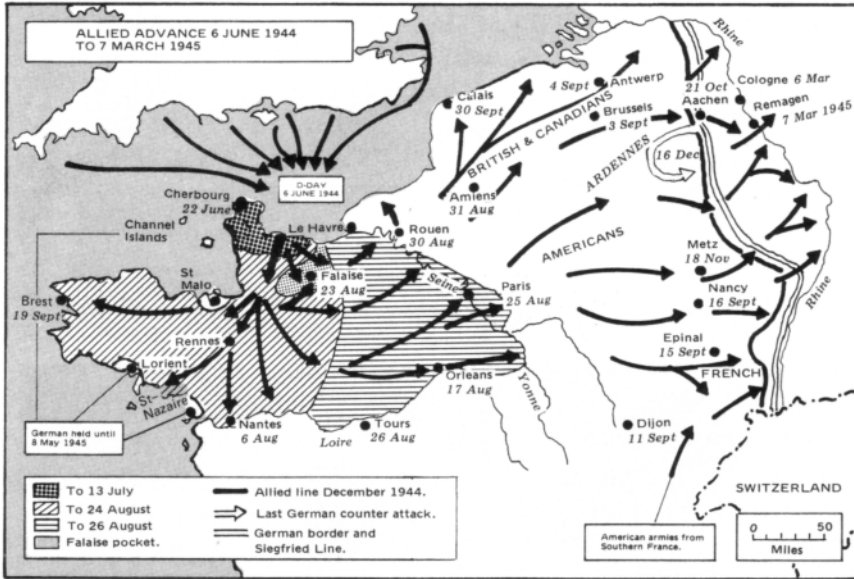 ALLIED ADVANCE 6 JUNE 1944
TO 7 MARCH 1945
D-DAY
6 JUNE 1944
Cherbourg
22 June
Channel
Islands
Le Havre
Calais
30 Sept
4 Sept
Antwerp
Brussels
3 Sept
21 Oct
Aachen
Rhine
Cologne 6 Mar
Remagen
7 Mar 1945
BRITISH & CANADIANS
ARDENNES
16 Dec
Amiens
31 Aug
Rouen
30 Aug
AMERICANS
Falaise
23 Aug
Seine
Paris
25 Aug
Metz
18 Nov
Nancy
16 Sept
Rhine
St
Malo
Brest
19 Sept
Rennes
Lorient
St-
Nazaire
Epinal
15 Sept
FRENCH
Orleans
17 Aug
Yonne
Nantes
6 Aug
Loire
Tours
26 Aug
Dijon
11 Sept
German held until
8 May 1945
To 13 July
To 24 August
To 26 August
Falaise pocket.
Allied line December 1944.
Last German counter attack.
German border and
Siegfried Line.
American armies from
Southern France.
SWITZERLAND
0 50
Miles